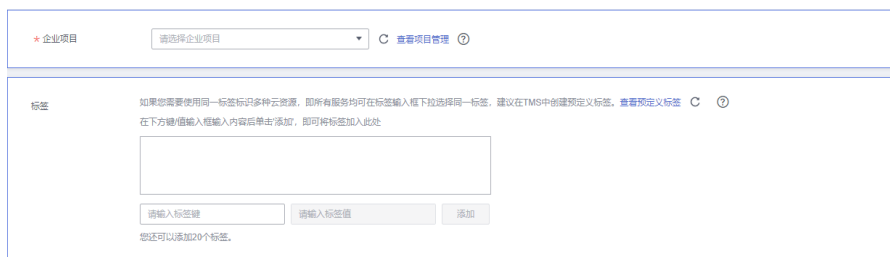 * 企业项目 请选择企业项目 查看项目管理 ?
标签 如果您需要使用同一标签标识多种云资源，即所有服务均可在标签输入框下拉选择同一标签，建议在TMS中创建预定义标签。查看预定义标签 ?
在下方键/值输入框输入内容后单击'添加'，即可将标签加入此处
请输入标签键 请输入标签值 添加
您还可以添加20个标签。